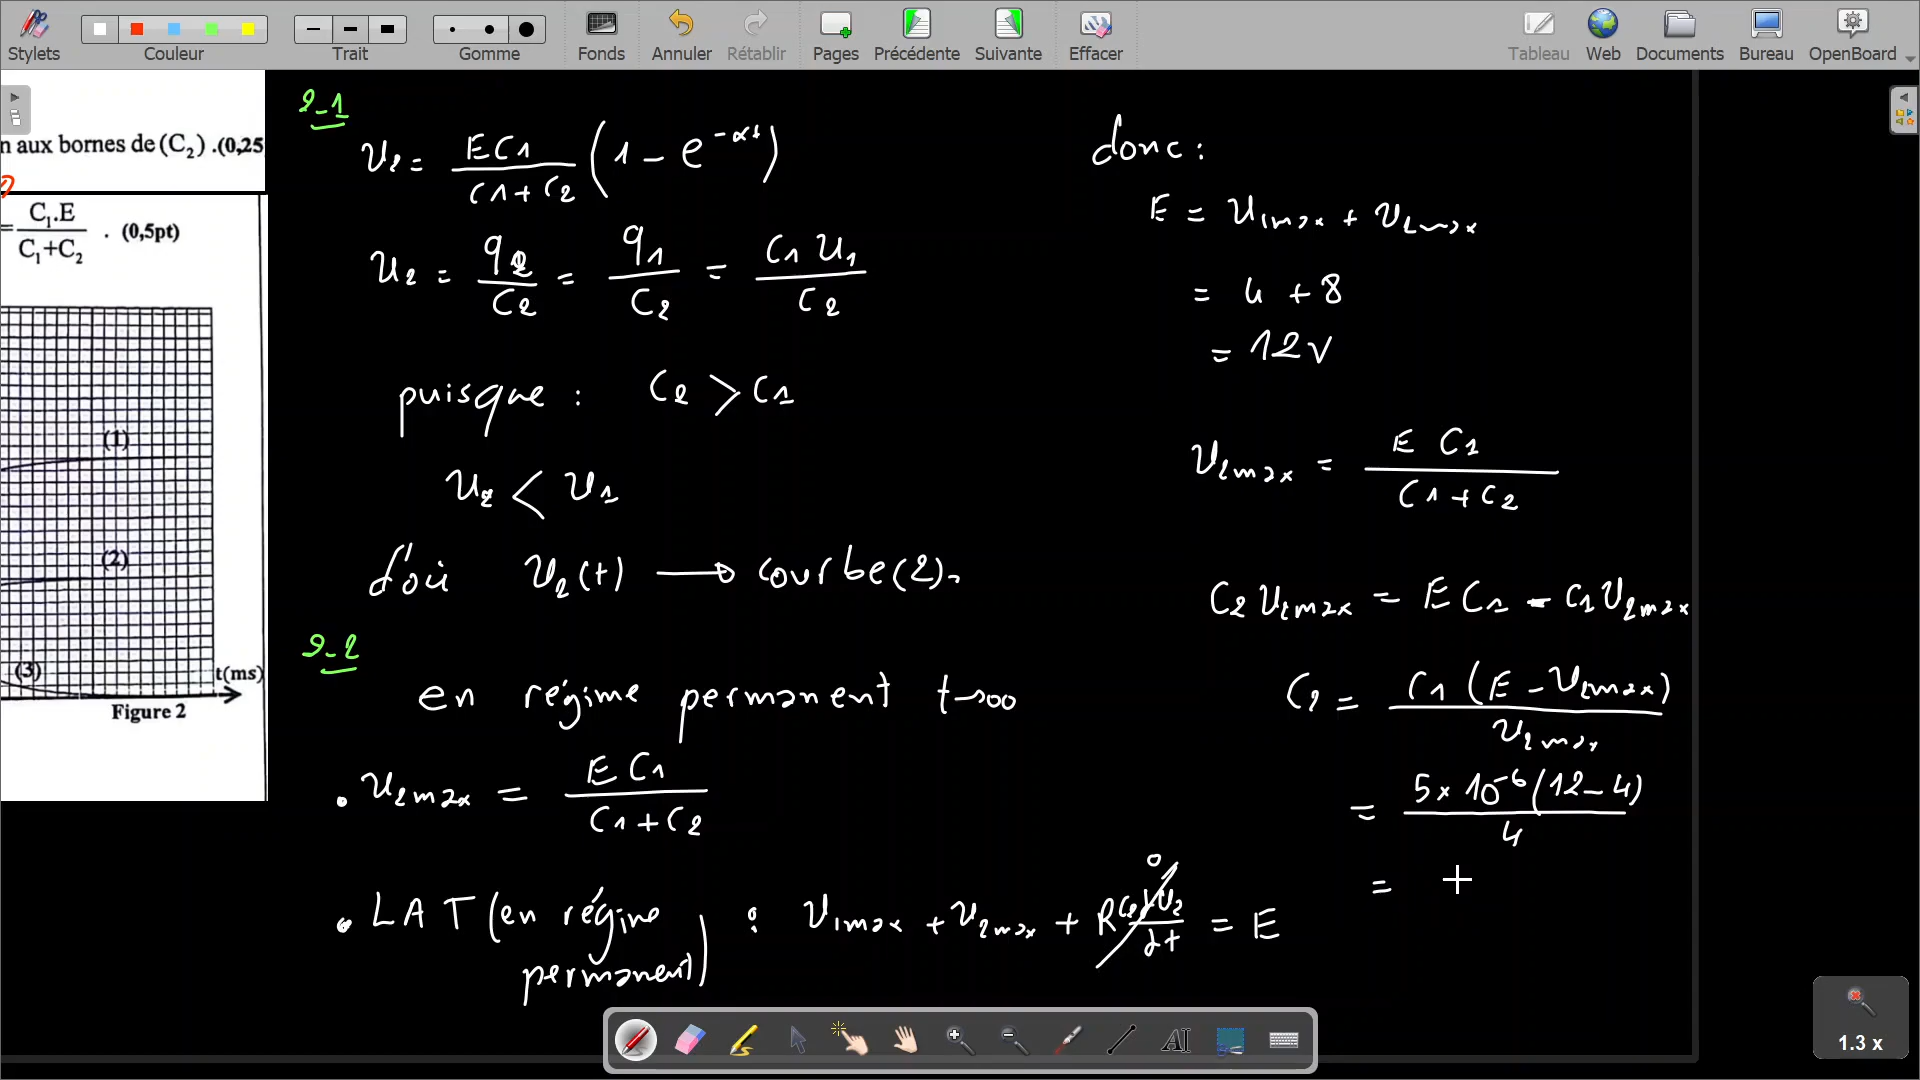 Stylets Couleur Trait Gomme Fonds Annuler Rétablir Pages Précédente Suivante Effacer Tableau Web Documents Bureau OpenBoard
n aux bornes de (C₂) .(0,25
= C₁.E / C₁+C₂ . (0,5pt)
(1)
(2)
(3)
t(ms)
Figure 2
2-1
U₂ = EC₁ / C₁+C₂ (1 - e^-αt)
U₂ = q₂/C₂ = q₁/C₂ = C₁U₁/C₂
puisque : C₂ > C₁
U₂ < U₁
d'où U₂(t) → courbe(2).
2-2
en régime permanent t→∞
• U₂max = EC₁ / C₁+C₂
• LAT (en régime permanent) : U₁max + U₂max + R C₂ dU₂/dt = E
0
donc :
E = U₁max + U₂max
= 4 + 8
= 12V
U₂max = E C₁ / C₁+C₂
C₂U₂max = EC₁ - C₁U₂max
C₂ = C₁(E - U₂max) / U₂max
= 5×10⁻⁶(12-4) / 4
=
1.3 x